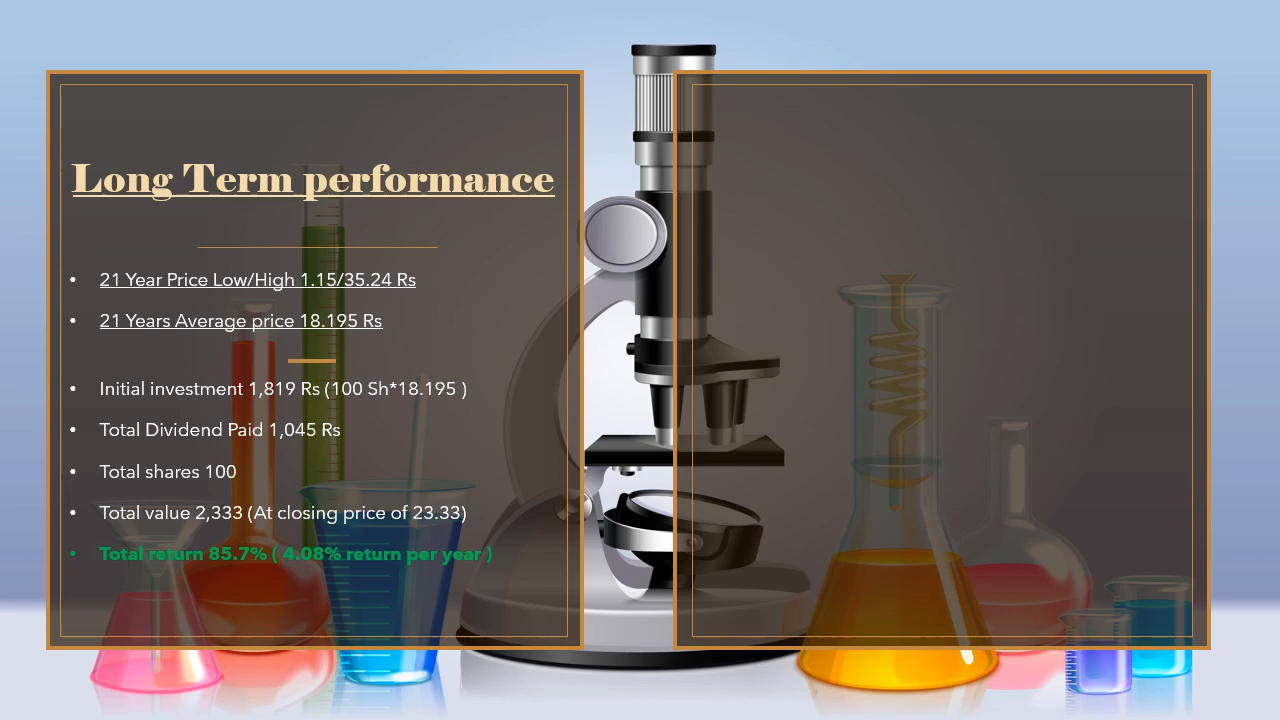 Long Term performance
• 21 Year Price Low/High 1.15/35.24 Rs
• 21 Years Average price 18.195 Rs
• Initial investment 1,819 Rs (100 Sh*18.195 )
• Total Dividend Paid 1,045 Rs
• Total shares 100
• Total value 2,333 (At closing price of 23.33)
• Total return 85.7% ( 4.08% return per year )